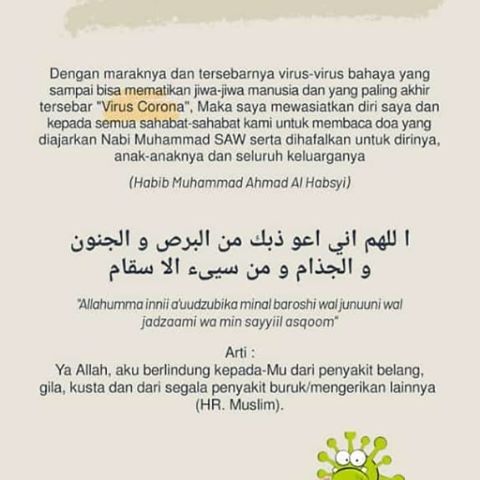 Dengan maraknya dan tersebarnya virus-virus bahaya yang
sampai bisa mematikan jiwa-jiwa manusia dan yang paling akhir
tersebar "Virus Corona", Maka saya mewasiatkan diri saya dan
kepada semua sahabat-sahabat kami untuk membaca doa yang
diajarkan Nabi Muhammad SAW serta dihafalkan untuk dirinya,
anak-anaknya dan seluruh keluarganya
(Habib Muhammad Ahmad Al Habsyi)
ا للهم اني اعو ذبك من البرص و الجنون
و الجذام و من سيىء الا سقام
"Allahumma innii a'uudzubika minal baroshi wal junuuni wal
jadzaami wa min sayyiil asqoom"
Arti :
Ya Allah, aku berlindung kepada-Mu dari penyakit belang,
gila, kusta dan dari segala penyakit buruk/mengerikan lainnya
(HR. Muslim).